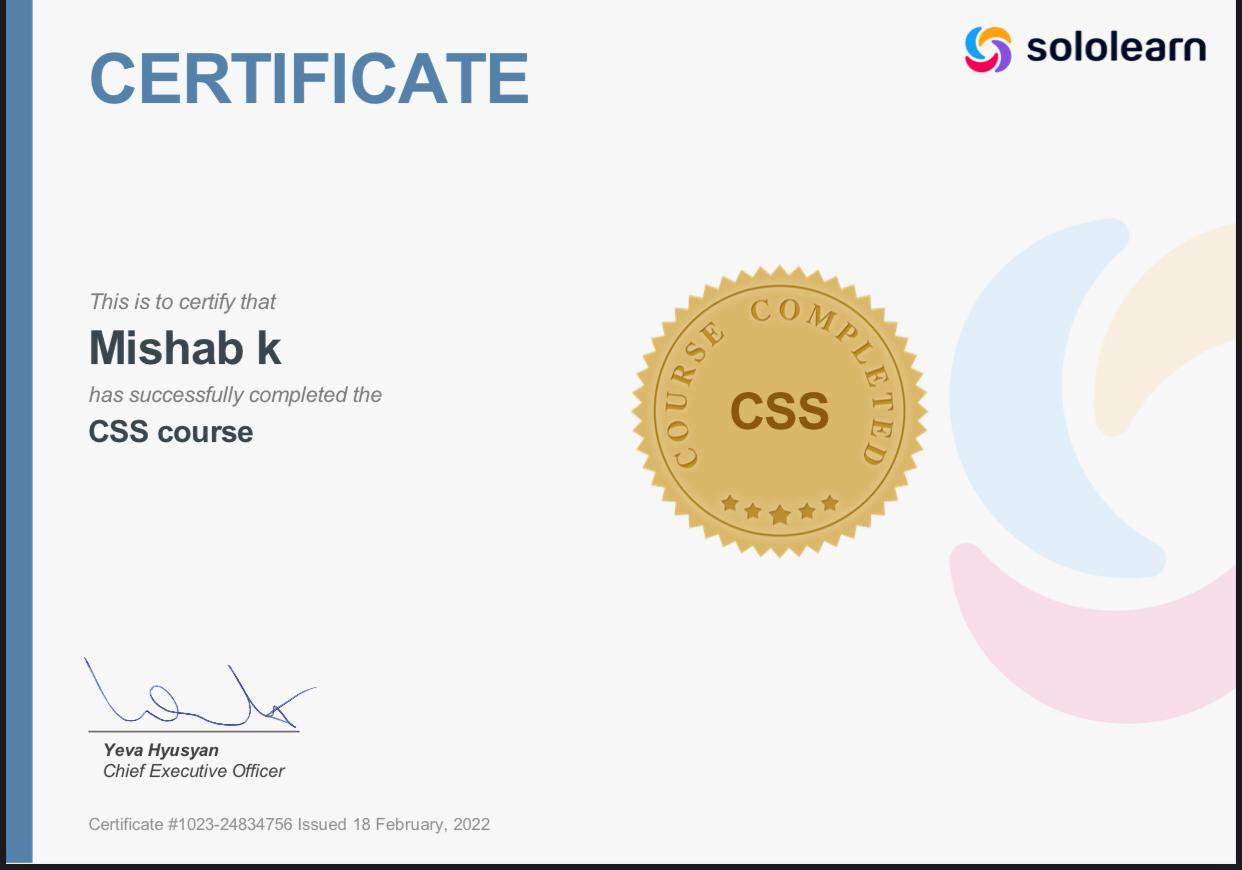 CERTIFICATE
sololearn
This is to certify that
Mishab k
has successfully completed the
CSS course
COURSE COMPLETED
CSS
Yeva Hyusyan
Chief Executive Officer
Certificate #1023-24834756 Issued 18 February, 2022